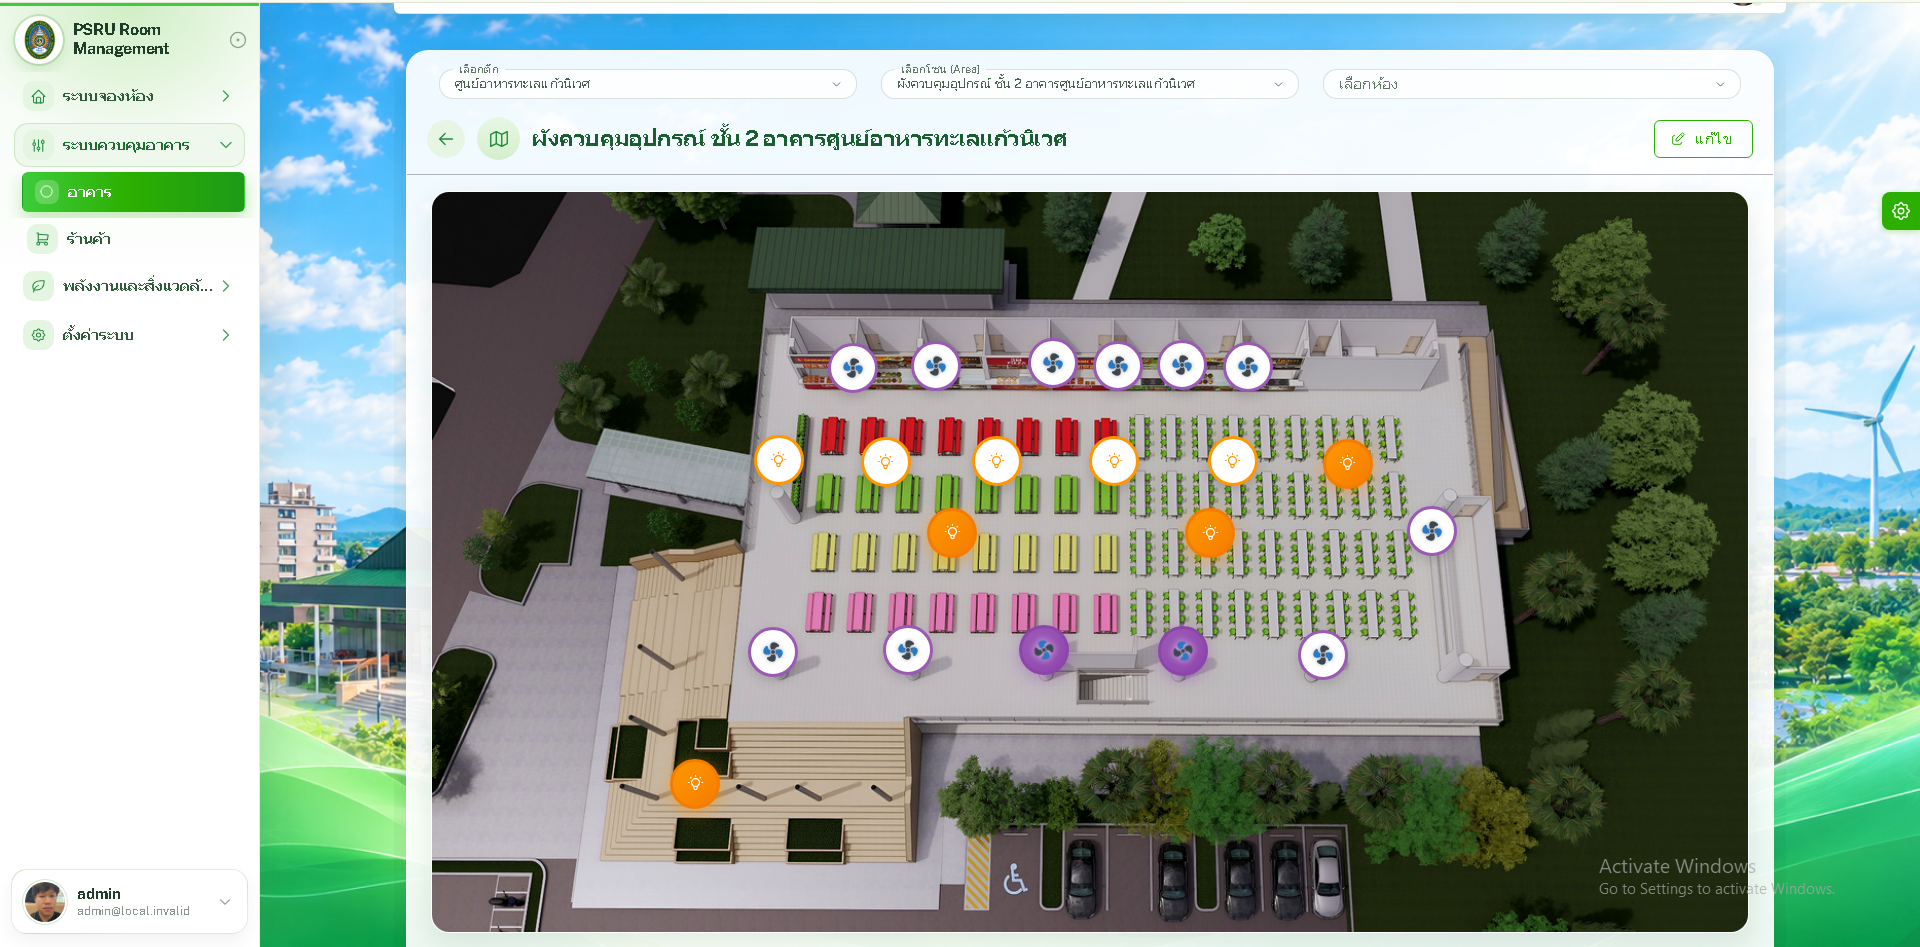 PSRU Room
Management
ระบบจองห้อง
ระบบควบคุมอาคาร
อาคาร
ร้านค้า
พลังงานและสิ่งแวดล้...
ตั้งค่าระบบ
admin
admin@local.invalid
เลือกตึก
ศูนย์อาหารทะเลแก้วนิเวศ
เลือกโซน (Area)
ผังควบคุมอุปกรณ์ ชั้น 2 อาคารศูนย์อาหารทะเลแก้วนิเวศ
เลือกห้อง
ผังควบคุมอุปกรณ์ ชั้น 2 อาคารศูนย์อาหารทะเลแก้วนิเวศ
แก้ไข
Activate Windows
Go to Settings to activate Windows.